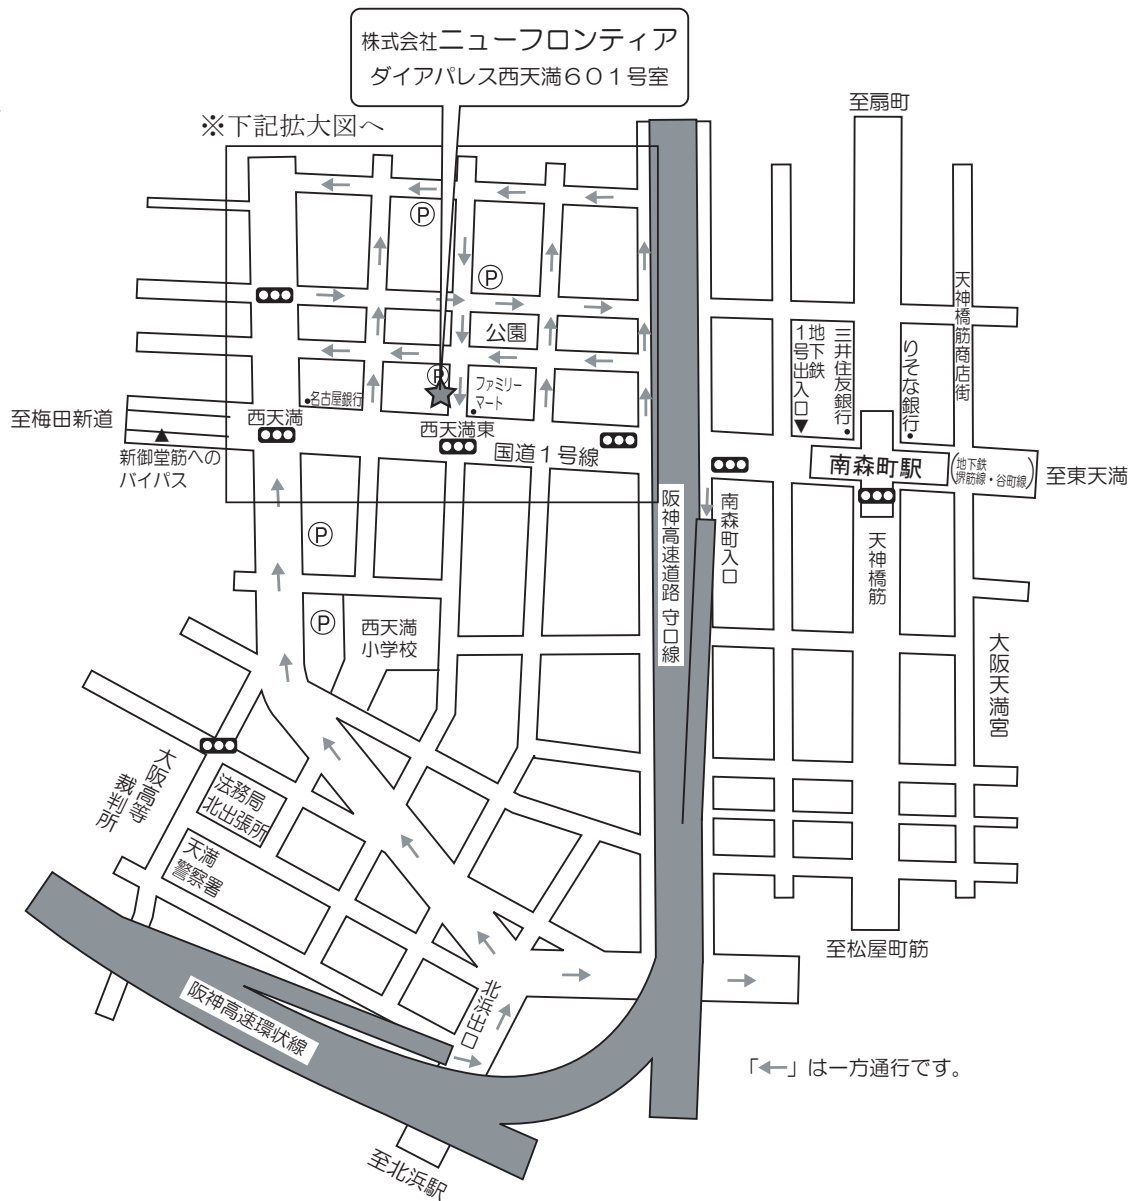 株式会社ニューフロンティア
ダイアパレス西天満601号室
※下記拡大図へ
至扇町
P
P
公園
P
ファミリー
マート
名古屋銀行
西天満
西天満東
国道1号線
至梅田新道
新御堂筋への
バイパス
地下鉄
1号出入口
三井住友銀行
りそな銀行
天神橋筋商店街
南森町駅
(地下鉄
堺筋線・谷町線)
至東天満
阪神高速道路 守口線
南森町入口
天神橋筋
P
P
西天満
小学校
大阪天満宮
大阪高等
裁判所
法務局
北出張所
天満
警察署
至松屋町筋
北浜出口
阪神高速環状線
「←」は一方通行です。
至北浜駅